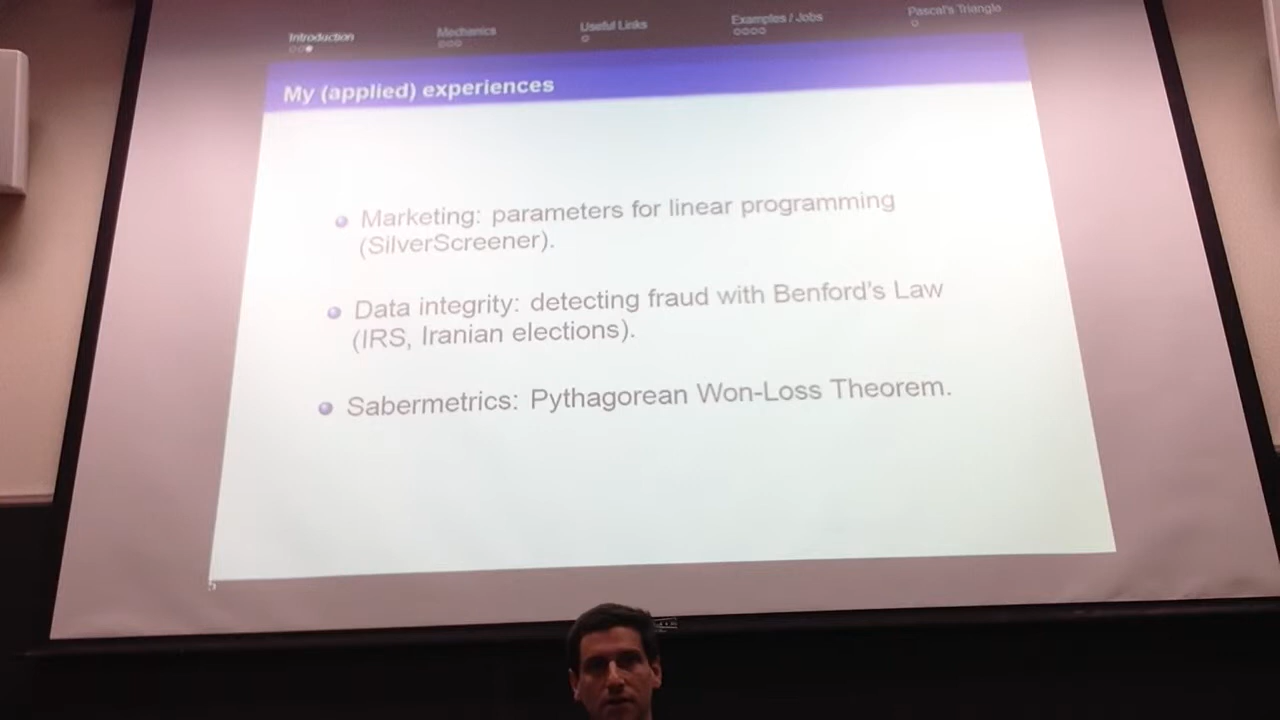 Introduction
Mechanics
Useful Links
Examples / Jobs
Pascal's Triangle
My (applied) experiences
Marketing: parameters for linear programming
(SilverScreener).
Data integrity: detecting fraud with Benford's Law
(IRS, Iranian elections).
Sabermetrics: Pythagorean Won-Loss Theorem.
5